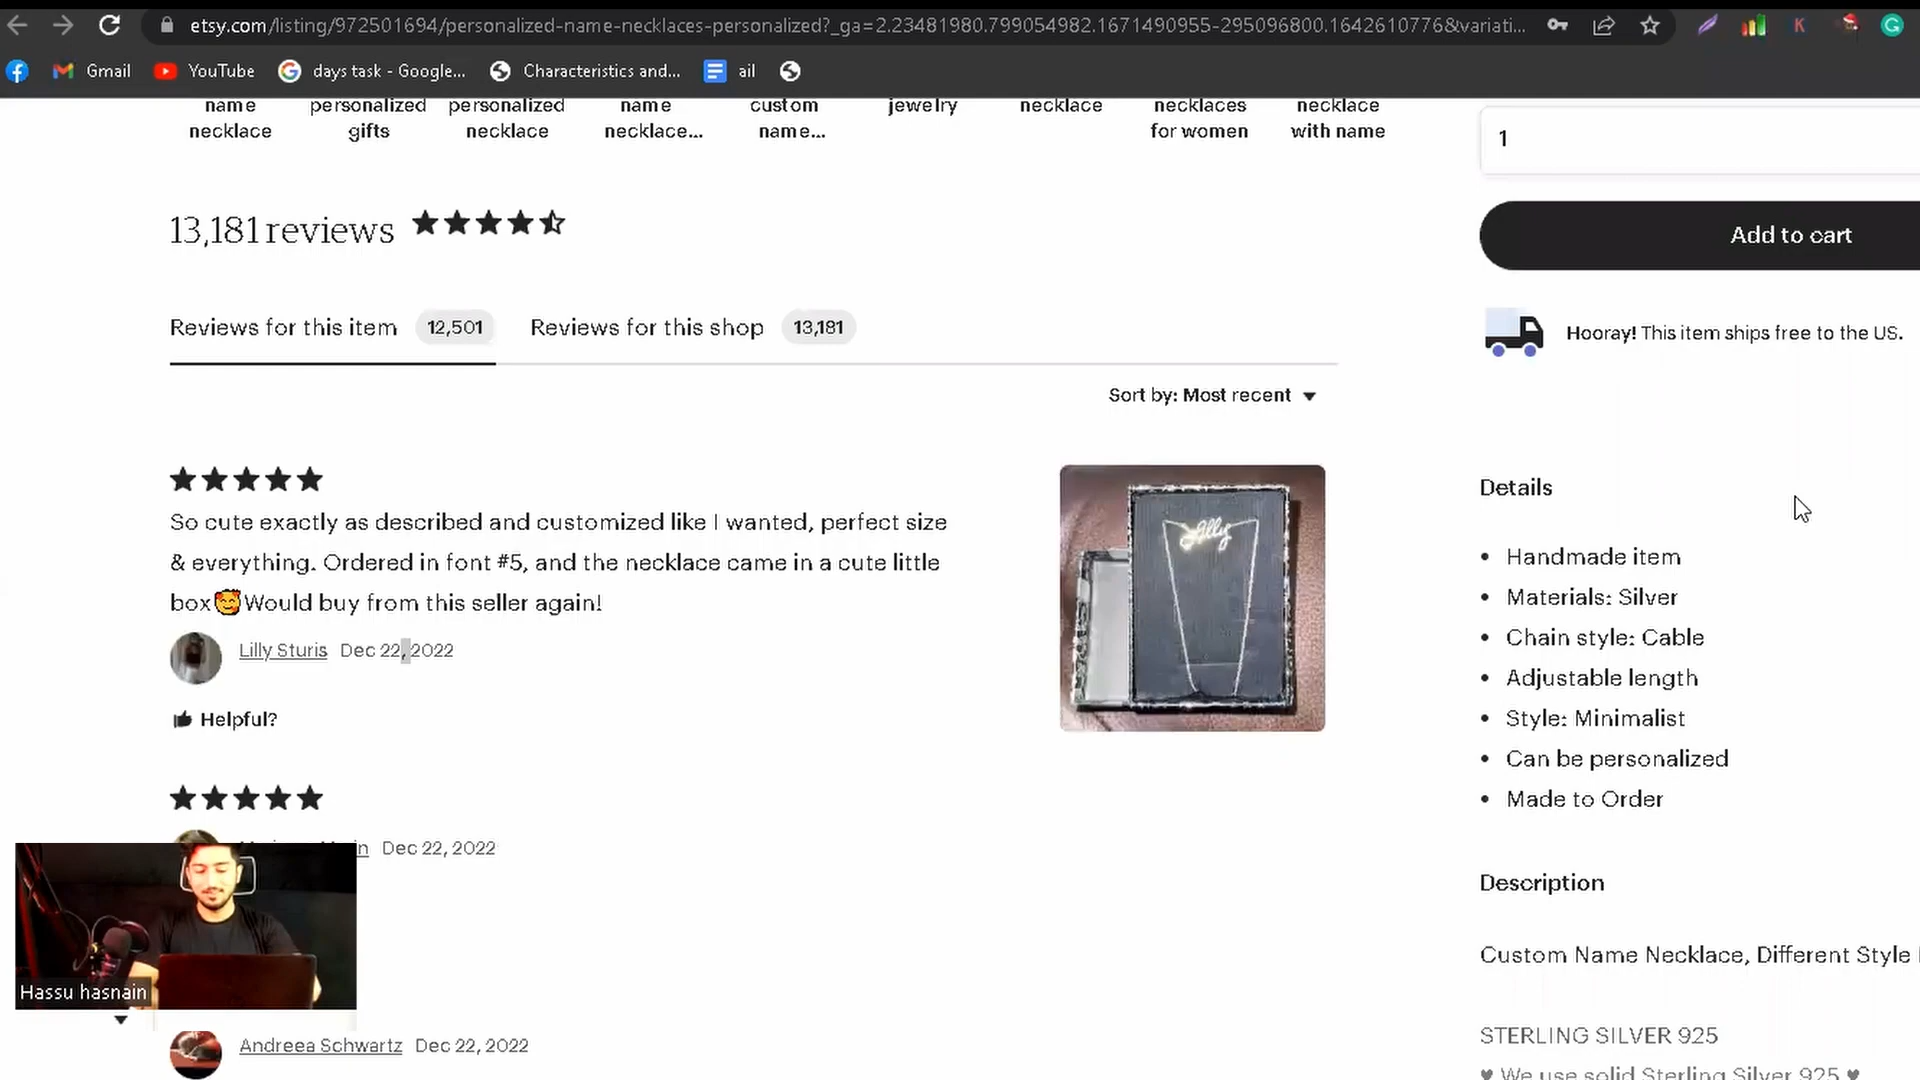 etsy.com/listing/972501694/personalized-name-necklaces-personalized?_ga=2.23481980.799054982.1671490955-295096800.1642610776&variati...
Gmail
YouTube
days task - Google...
Characteristics and...
ail
name necklace
personalized gifts
personalized necklace
name necklace...
custom name...
jewelry
necklace
necklaces for women
necklace with name
1
13,181 reviews
Add to cart
Reviews for this item 12,501
Reviews for this shop 13,181
Hooray! This item ships free to the US.
Sort by: Most recent
So cute exactly as described and customized like I wanted, perfect size
& everything. Ordered in font #5, and the necklace came in a cute little
box🥰Would buy from this seller again!
Lilly Sturis Dec 22, 2022
Helpful?
Dec 22, 2022
Andreea Schwartz Dec 22, 2022
Details
• Handmade item
• Materials: Silver
• Chain style: Cable
• Adjustable length
• Style: Minimalist
• Can be personalized
• Made to Order
Description
Custom Name Necklace, Different Style
STERLING SILVER 925
♥ We use solid Sterling Silver 925 ♥
Hassu hasnain